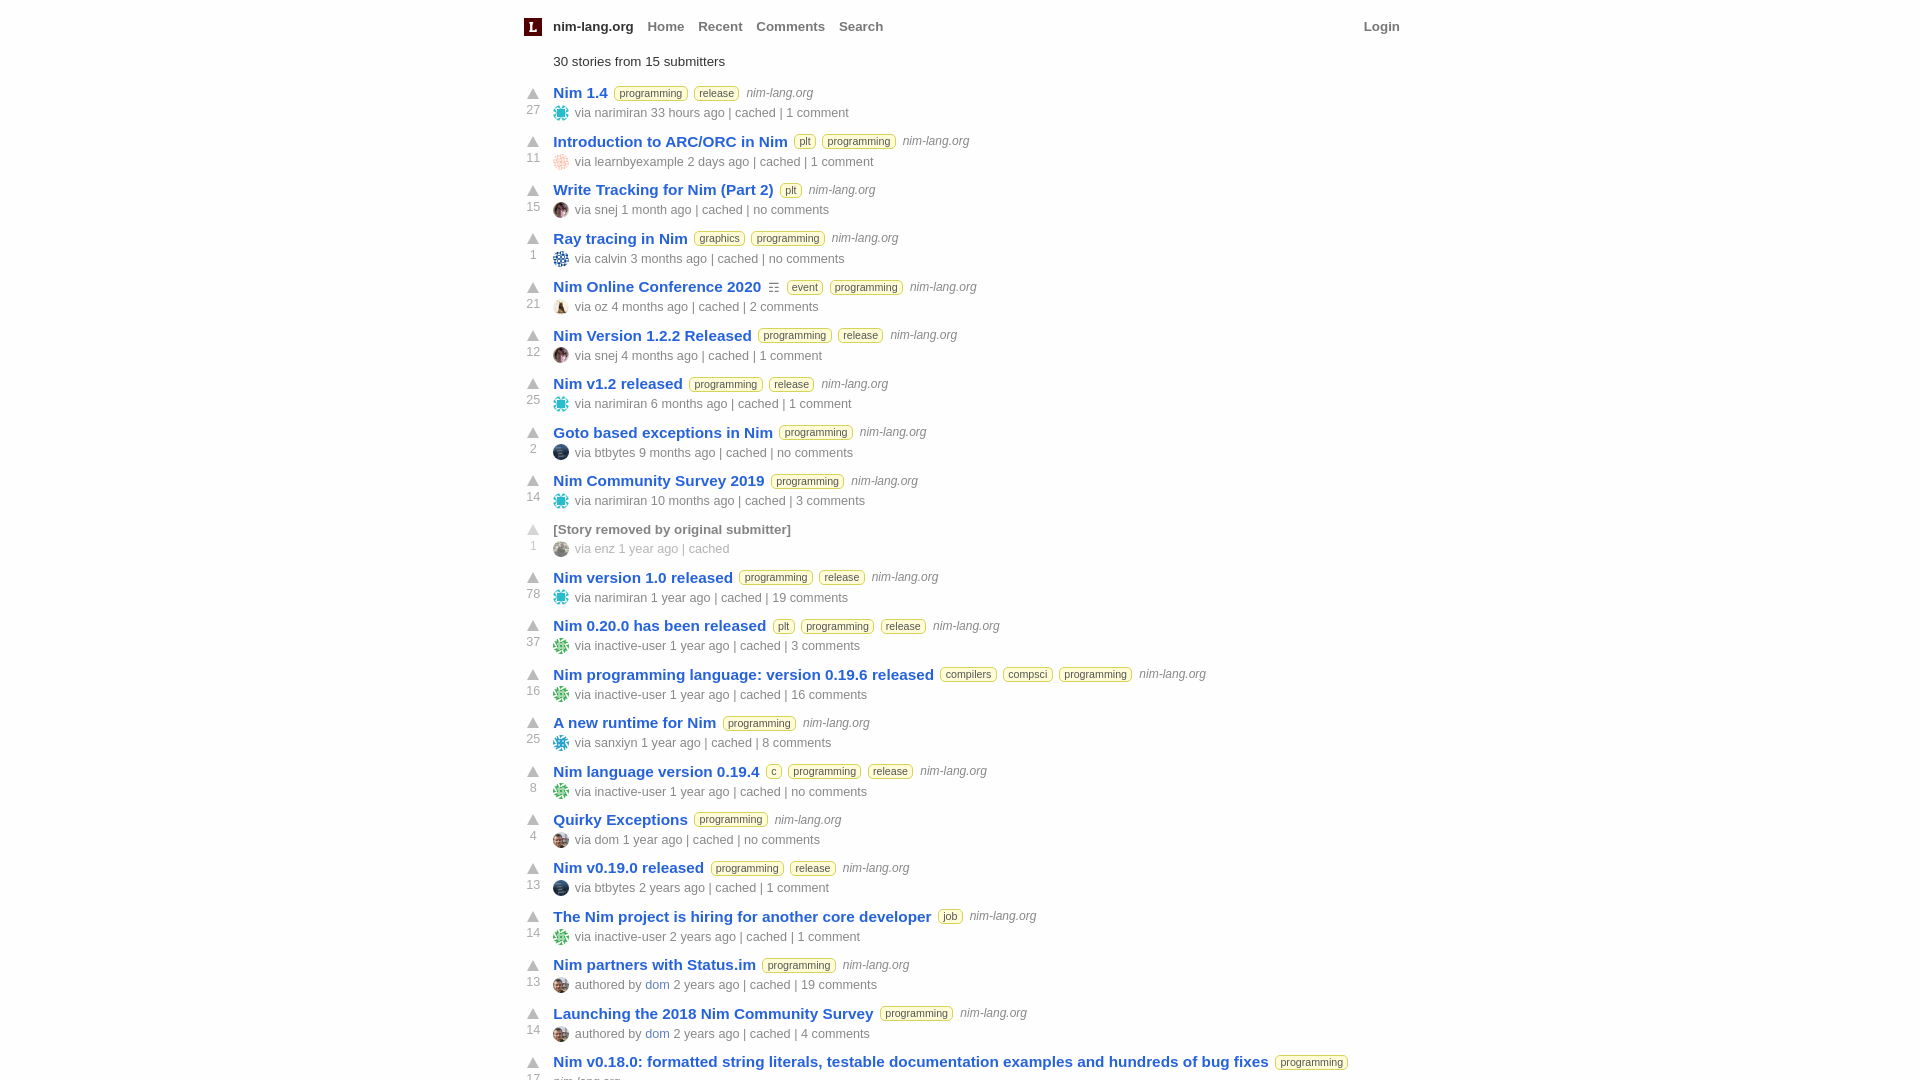 L nim-lang.org Home Recent Comments Search Login
30 stories from 15 submitters
Nim 1.4 programming release nim-lang.org
27 via narimiran 33 hours ago | cached | 1 comment
Introduction to ARC/ORC in Nim plt programming nim-lang.org
11 via learnbyexample 2 days ago | cached | 1 comment
Write Tracking for Nim (Part 2) plt nim-lang.org
15 via snej 1 month ago | cached | no comments
Ray tracing in Nim graphics programming nim-lang.org
1 via calvin 3 months ago | cached | no comments
Nim Online Conference 2020 ☶ event programming nim-lang.org
21 via oz 4 months ago | cached | 2 comments
Nim Version 1.2.2 Released programming release nim-lang.org
12 via snej 4 months ago | cached | 1 comment
Nim v1.2 released programming release nim-lang.org
25 via narimiran 6 months ago | cached | 1 comment
Goto based exceptions in Nim programming nim-lang.org
2 via btbytes 9 months ago | cached | no comments
Nim Community Survey 2019 programming nim-lang.org
14 via narimiran 10 months ago | cached | 3 comments
[Story removed by original submitter]
1 via enz 1 year ago | cached
Nim version 1.0 released programming release nim-lang.org
78 via narimiran 1 year ago | cached | 19 comments
Nim 0.20.0 has been released plt programming release nim-lang.org
37 via inactive-user 1 year ago | cached | 3 comments
Nim programming language: version 0.19.6 released compilers compsci programming nim-lang.org
16 via inactive-user 1 year ago | cached | 16 comments
A new runtime for Nim programming nim-lang.org
25 via sanxiyn 1 year ago | cached | 8 comments
Nim language version 0.19.4 c programming release nim-lang.org
8 via inactive-user 1 year ago | cached | no comments
Quirky Exceptions programming nim-lang.org
4 via dom 1 year ago | cached | no comments
Nim v0.19.0 released programming release nim-lang.org
13 via btbytes 2 years ago | cached | 1 comment
The Nim project is hiring for another core developer job nim-lang.org
14 via inactive-user 2 years ago | cached | 1 comment
Nim partners with Status.im programming nim-lang.org
13 authored by dom 2 years ago | cached | 19 comments
Launching the 2018 Nim Community Survey programming nim-lang.org
14 authored by dom 2 years ago | cached | 4 comments
Nim v0.18.0: formatted string literals, testable documentation examples and hundreds of bug fixes programming